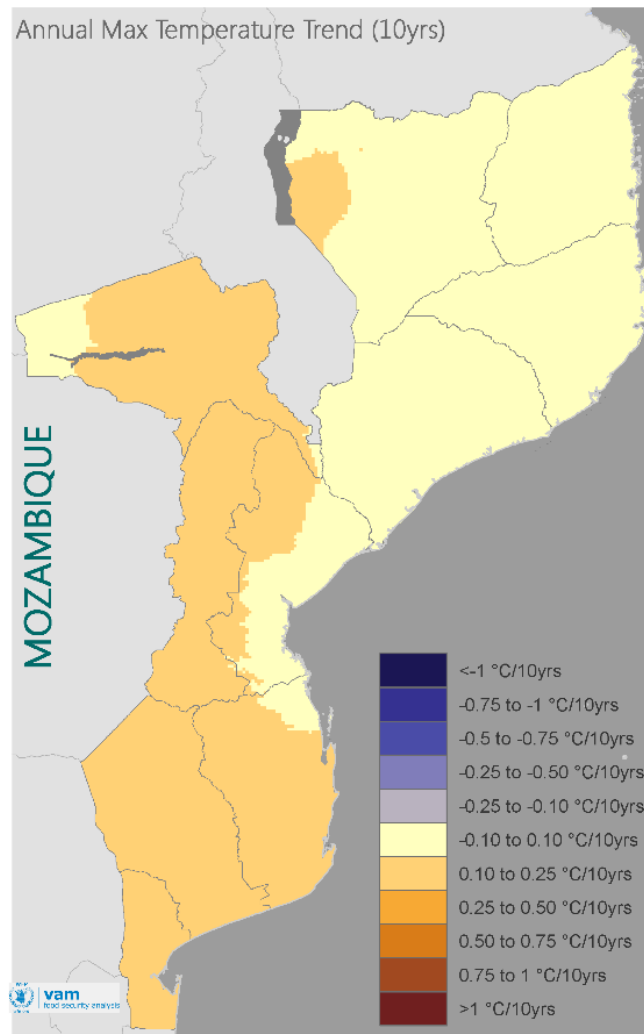 Annual Max Temperature Trend (10yrs)
MOZAMBIQUE
<-1 °C/10yrs
-0.75 to -1 °C/10yrs
-0.5 to -0.75 °C/10yrs
-0.25 to -0.50 °C/10yrs
-0.25 to -0.10 °C/10yrs
-0.10 to 0.10 °C/10yrs
0.10 to 0.25 °C/10yrs
0.25 to 0.50 °C/10yrs
0.50 to 0.75 °C/10yrs
0.75 to 1 °C/10yrs
>1 °C/10yrs
vam
food security analysis